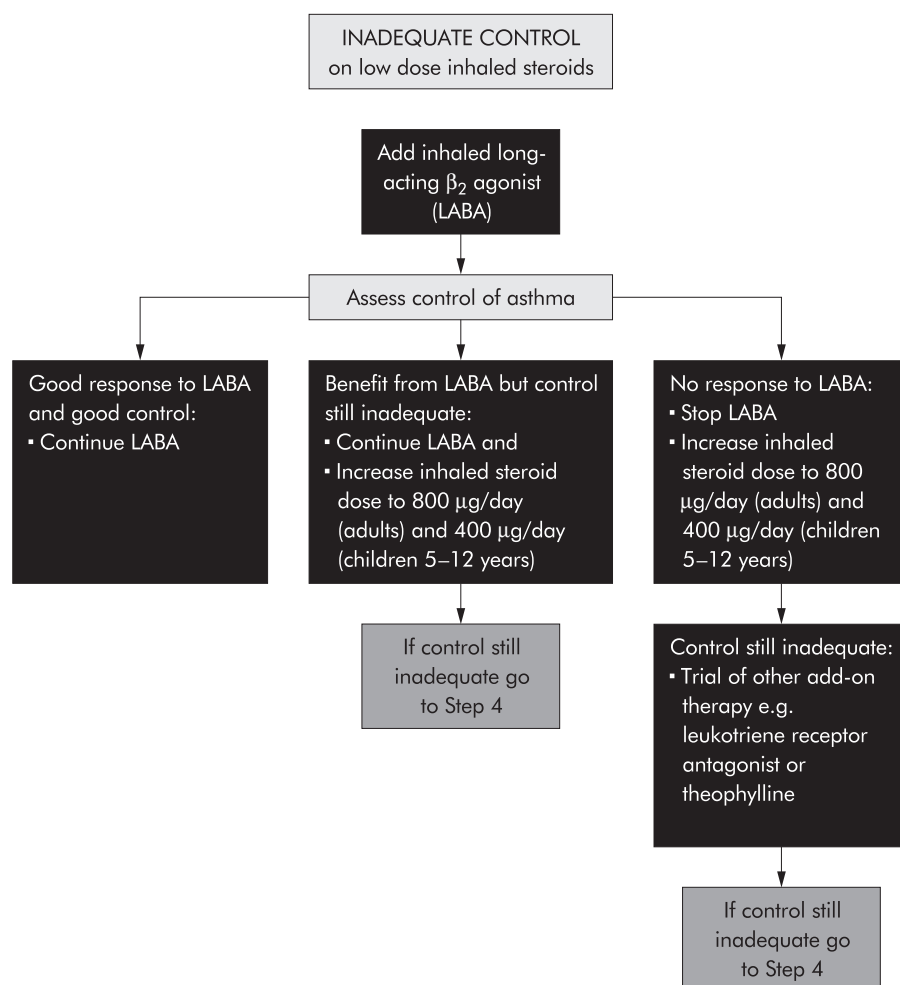 INADEQUATE CONTROL
on low dose inhaled steroids
Add inhaled long-
acting β₂ agonist
(LABA)
Assess control of asthma
Good response to LABA
and good control:
▪ Continue LABA
Benefit from LABA but control
still inadequate:
▪ Continue LABA and
▪ Increase inhaled steroid
dose to 800 μg/day
(adults) and 400 μg/day
(children 5–12 years)
No response to LABA:
▪ Stop LABA
▪ Increase inhaled
steroid dose to 800
μg/day (adults) and
400 μg/day (children
5–12 years)
If control still
inadequate go
to Step 4
Control still inadequate:
▪ Trial of other add-on
therapy e.g.
leukotriene receptor
antagonist or
theophylline
If control still
inadequate go
to Step 4